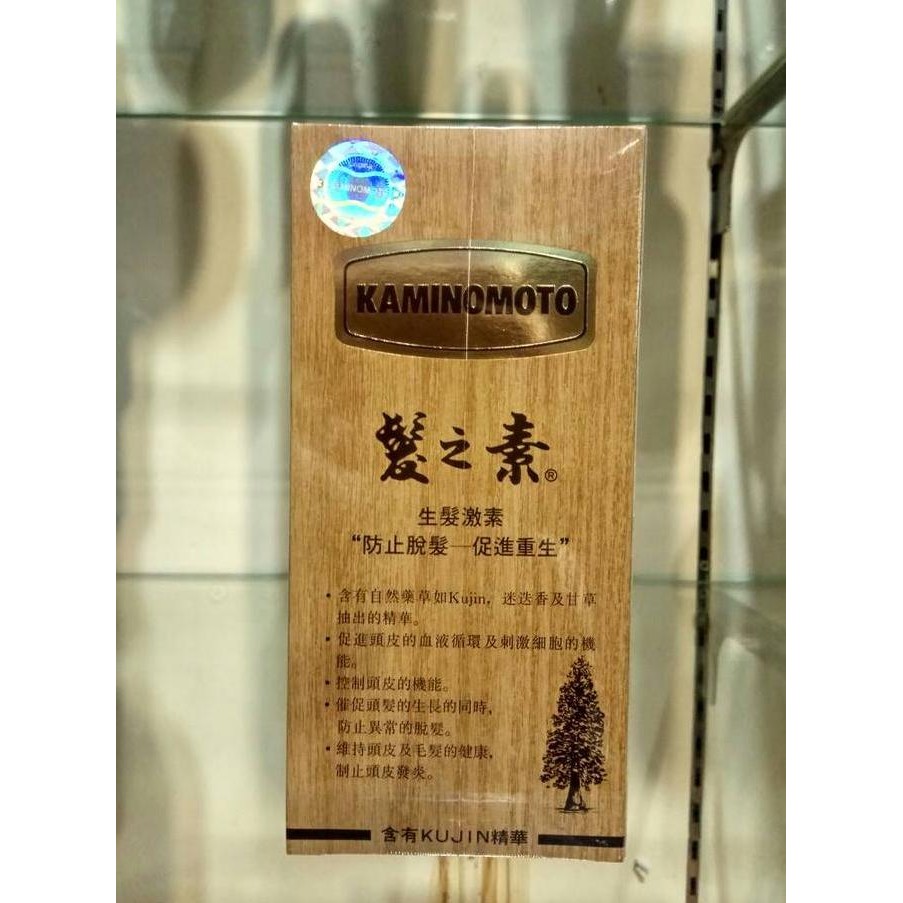 KAMINOMOTO
KAMINOMOTO
髮之素®
生髮激素
“防止脫髮—促進重生”
• 含有自然藥草如Kujin, 迷迭香及甘草
抽出的精華。
• 促進頭皮的血液循環及刺激細胞的機
能。
• 控制頭皮的機能。
• 催促頭髮的生長的同時,
防止異常的脫髮。
• 維持頭皮及毛髮的健康,
制止頭皮發炎。
含有KUJIN精華